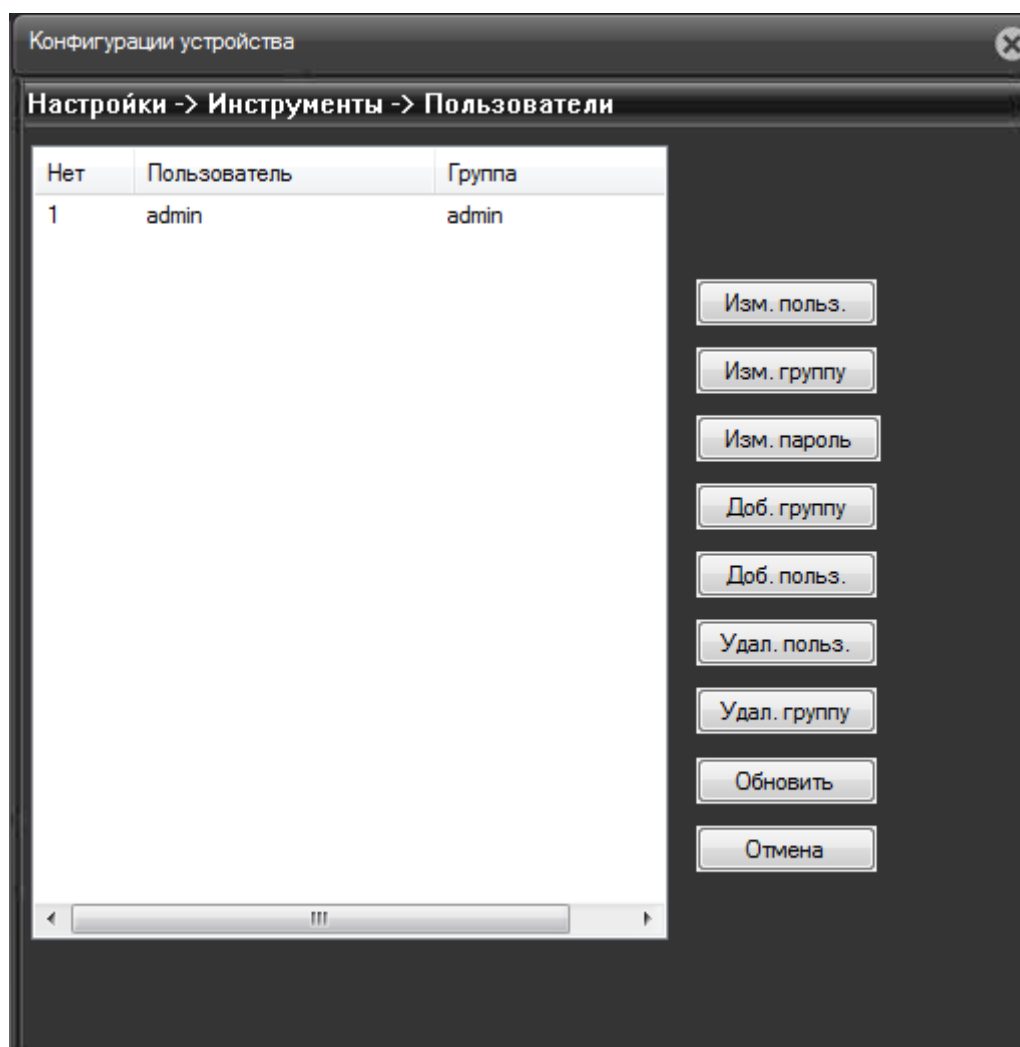 Конфигурации устройства
Настройки -> Инструменты -> Пользователи
Нет Пользователь Группа
1 admin admin
Изм. польз.
Изм. группу
Изм. пароль
Доб. группу
Доб. польз.
Удал. польз.
Удал. группу
Обновить
Отмена